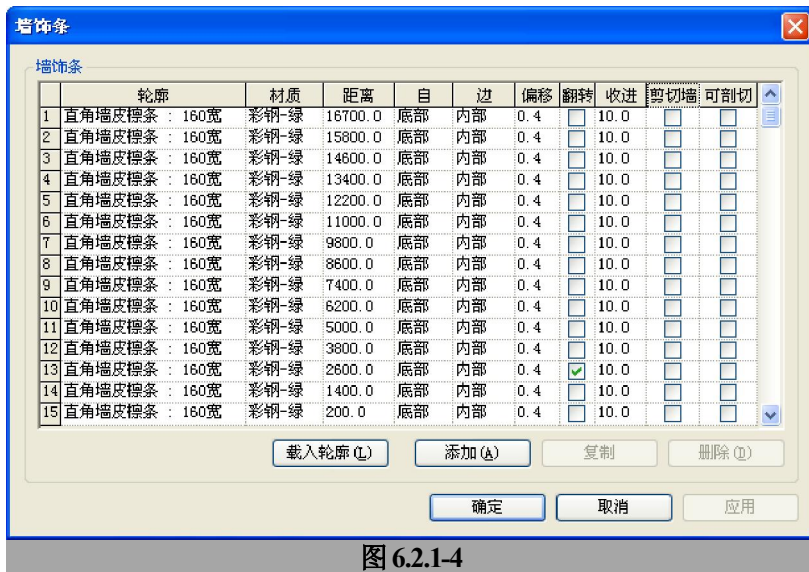 墙饰条
墙饰条
轮廓 材质 距离 自 边 偏移 翻转 收进 剪切墙 可剖切
1 直角墙皮檩条 : 160宽 彩钢-绿 16700.0 底部 内部 0.4 10.0
2 直角墙皮檩条 : 160宽 彩钢-绿 15800.0 底部 内部 0.4 10.0
3 直角墙皮檩条 : 160宽 彩钢-绿 14600.0 底部 内部 0.4 10.0
4 直角墙皮檩条 : 160宽 彩钢-绿 13400.0 底部 内部 0.4 10.0
5 直角墙皮檩条 : 160宽 彩钢-绿 12200.0 底部 内部 0.4 10.0
6 直角墙皮檩条 : 160宽 彩钢-绿 11000.0 底部 内部 0.4 10.0
7 直角墙皮檩条 : 160宽 彩钢-绿 9800.0 底部 内部 0.4 10.0
8 直角墙皮檩条 : 160宽 彩钢-绿 8600.0 底部 内部 0.4 10.0
9 直角墙皮檩条 : 160宽 彩钢-绿 7400.0 底部 内部 0.4 10.0
10 直角墙皮檩条 : 160宽 彩钢-绿 6200.0 底部 内部 0.4 10.0
11 直角墙皮檩条 : 160宽 彩钢-绿 5000.0 底部 内部 0.4 10.0
12 直角墙皮檩条 : 160宽 彩钢-绿 3800.0 底部 内部 0.4 10.0
13 直角墙皮檩条 : 160宽 彩钢-绿 2600.0 底部 内部 0.4 10.0
14 直角墙皮檩条 : 160宽 彩钢-绿 1400.0 底部 内部 0.4 10.0
15 直角墙皮檩条 : 160宽 彩钢-绿 200.0 底部 内部 0.4 10.0
载入轮廓(L) 添加(A) 复制 删除(D)
确定 取消 应用
图 6.2.1-4